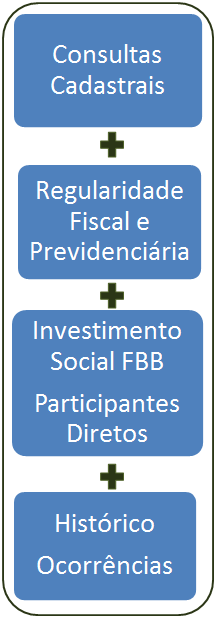 Consultas
Cadastrais
Regularidade
Fiscal e
Previdenciária
Investimento
Social FBB
Participantes
Diretos
Histórico
Ocorrências